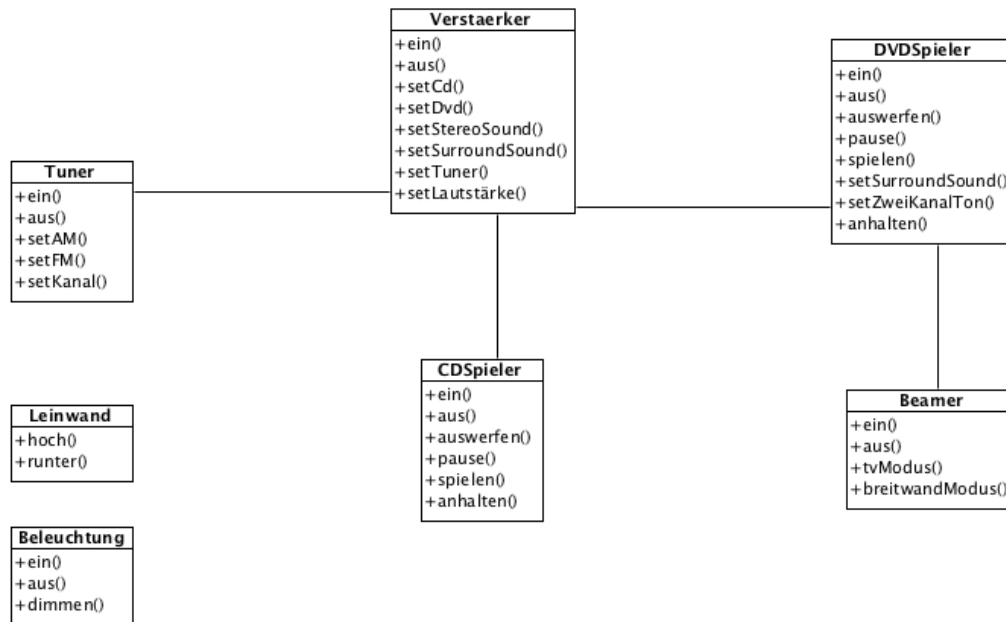 Verstaerker
+ein()
+aus()
+setCd()
+setDvd()
+setStereoSound()
+setSurroundSound()
+setTuner()
+setLautstärke()
DVDSpieler
+ein()
+aus()
+auswerfen()
+pause()
+spielen()
+setSurroundSound()
+setZweiKanalTon()
+anhalten()
Tuner
+ein()
+aus()
+setAM()
+setFM()
+setKanal()
CDSpieler
+ein()
+aus()
+auswerfen()
+pause()
+spielen()
+anhalten()
Beamer
+ein()
+aus()
+tvModus()
+breitwandModus()
Leinwand
+hoch()
+runter()
Beleuchtung
+ein()
+aus()
+dimmen()